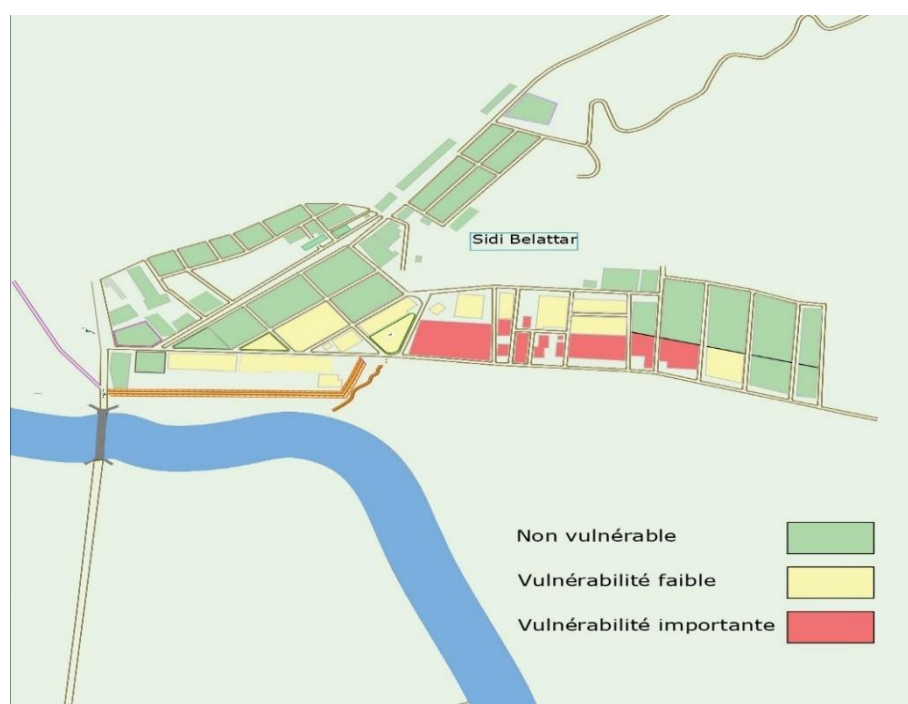 Sidi Belattar
Non vulnérable
Vulnérabilité faible
Vulnérabilité importante